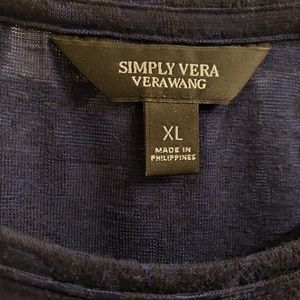 SIMPLY VERA
VERAWANG
XL
MADE IN
PHILIPPINES